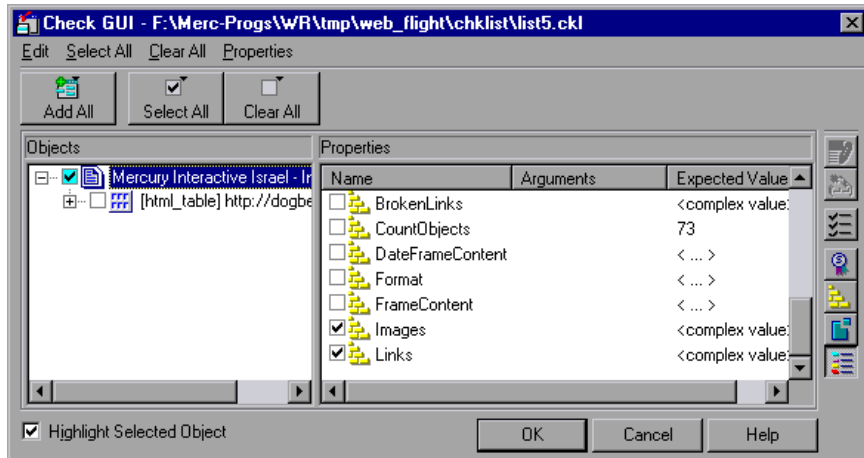 Check GUI - F:\Merc-Progs\WR\tmp\web_flight\chklist\list5.ckl
Edit Select All Clear All Properties
Add All Select All Clear All
Objects Properties
Mercury Interactive Israel - In
[html_table] http://dogbe
Name Arguments Expected Value
BrokenLinks <complex value:
CountObjects 73
DateFrameContent < ... >
Format < ... >
FrameContent < ... >
Images <complex value:
Links <complex value:
Highlight Selected Object
OK Cancel Help